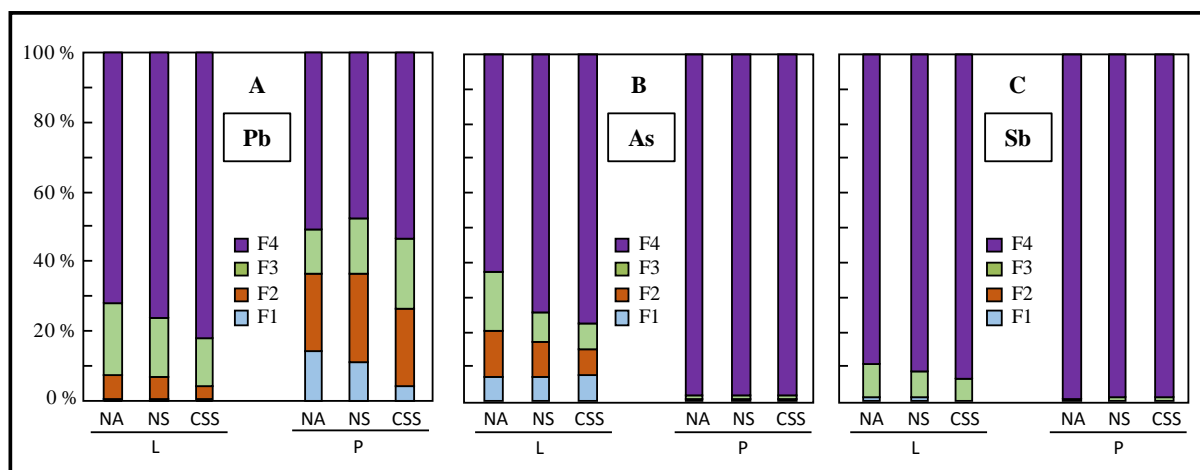 100 %
80 %
60 %
40 %
20 %
0 %
A
Pb
F4
F3
F2
F1
NA NS CSS NA NS CSS
L P
B
As
F4
F3
F2
F1
NA NS CSS NA NS CSS
L P
C
Sb
F4
F3
F2
F1
NA NS CSS NA NS CSS
L P